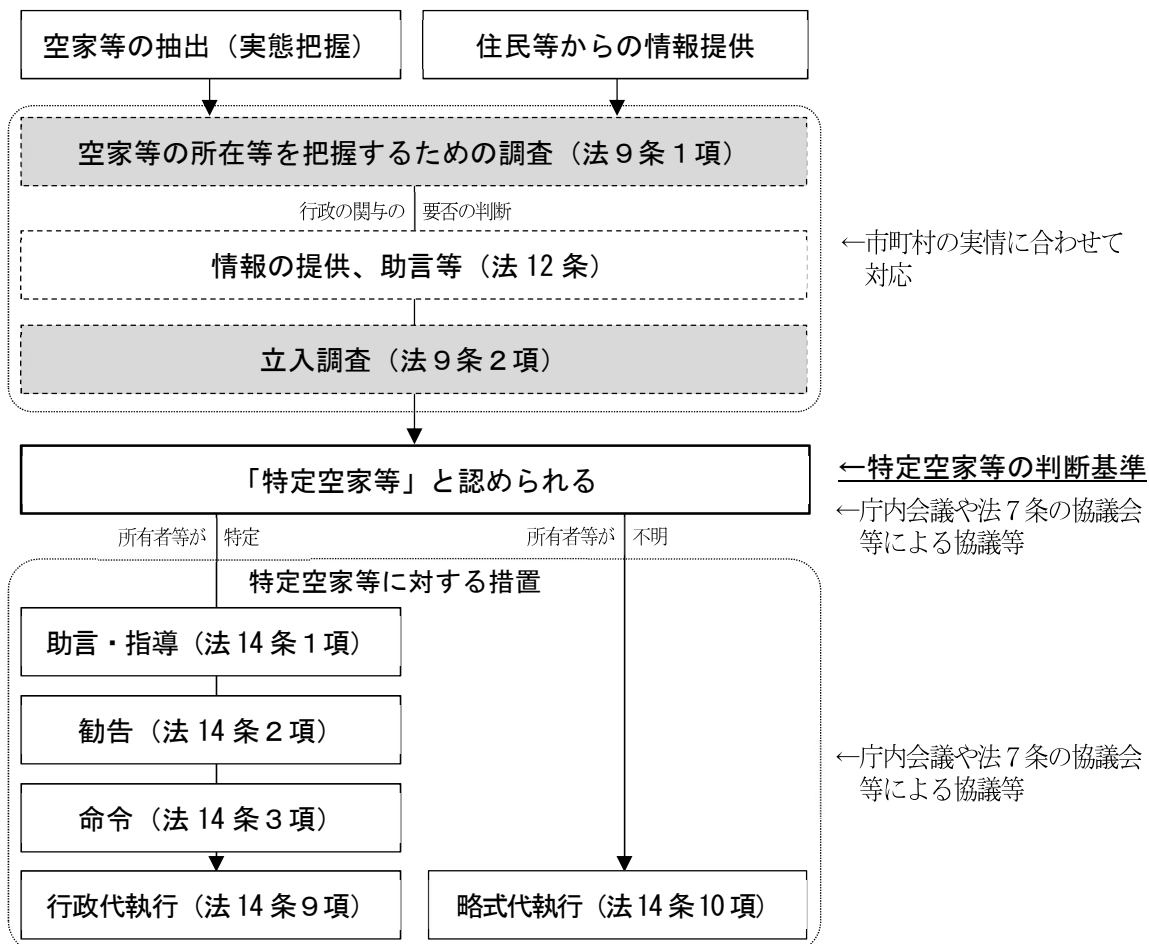 空家等の抽出（実態把握）
住民等からの情報提供
空家等の所在等を把握するための調査（法９条１項）
行政の関与の 要否の判断
情報の提供、助言等（法 12 条）
←市町村の実情に合わせて
対応
立入調査（法９条２項）
「特定空家等」と認められる
←特定空家等の判断基準
←庁内会議や法７条の協議会
等による協議等
所有者等が 特定
所有者等が 不明
特定空家等に対する措置
助言・指導（法 14 条１項）
勧告（法 14 条２項）
命令（法 14 条３項）
←庁内会議や法７条の協議会
等による協議等
行政代執行（法 14 条９項）
略式代執行（法 14 条 10 項）